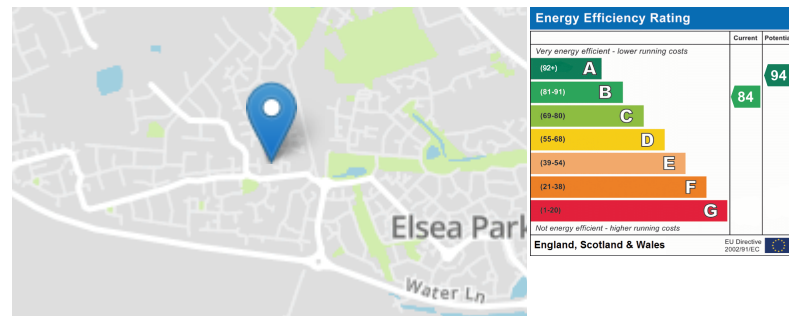 Elsea Park
Water Ln
Energy Efficiency Rating
Current Potentia
Very energy efficient - lower running costs
(92+) A
94
(81-91) B
84
(69-80) C
(55-68) D
(39-54) E
(21-38) F
(1-20) G
Not energy efficient - higher running costs
England, Scotland & Wales
EU Directive
2002/91/EC